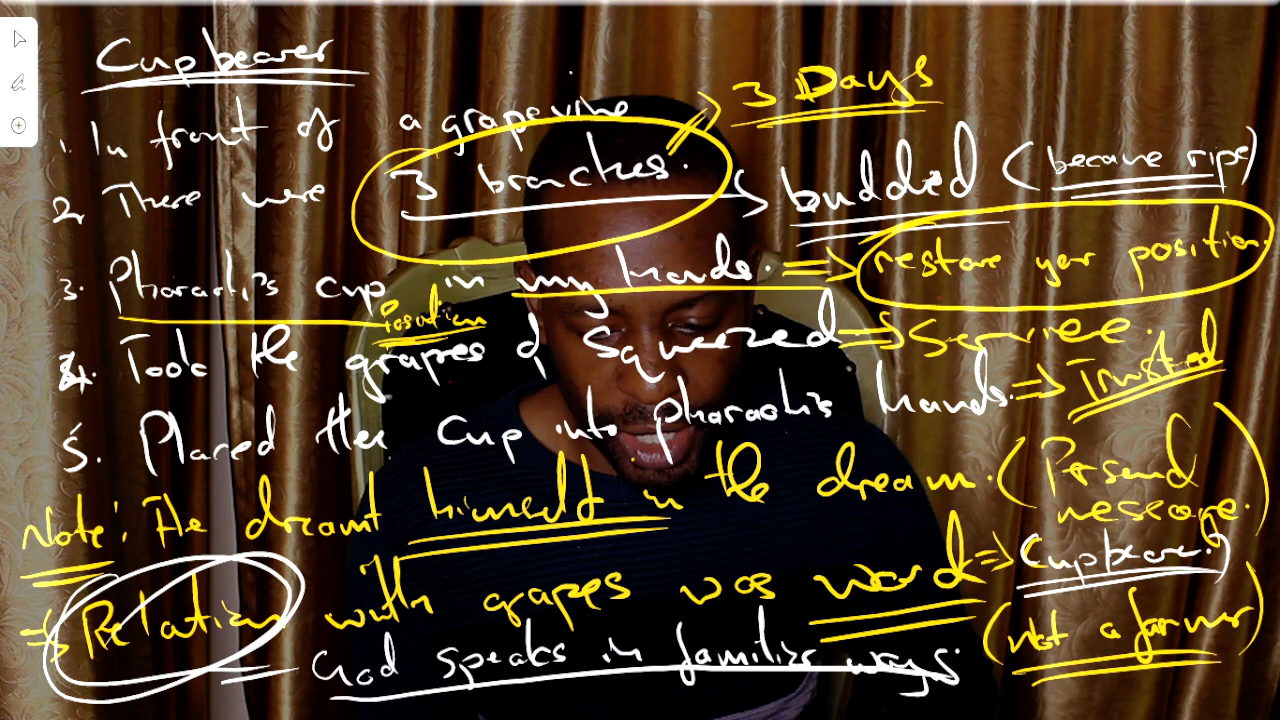 Cupbearer
1. In front of a grapevine
3 Days
2. There were 3 branches. budded (became ripe)
3. Pharaoh's cup in my hands. => restore your position.
Position
4. Took the grapes & squeezed => Service.
5. Placed the cup into pharaoh's hands. => Trusted
Note: He dreamt himself in the dream. (Personal message.)
=> Relation with grapes was word => Cupbearer.
(not a farmer)
God speaks in familiar ways.